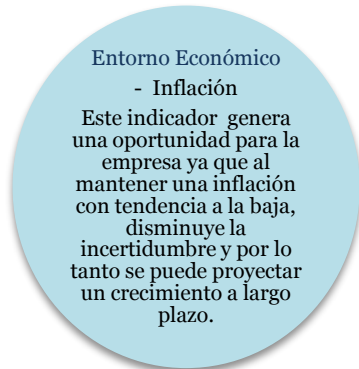 Entorno Económico
- Inflación
Este indicador genera
una oportunidad para la
empresa ya que al
mantener una inflación
con tendencia a la baja,
disminuye la
incertidumbre y por lo
tanto se puede proyectar
un crecimiento a largo
plazo.